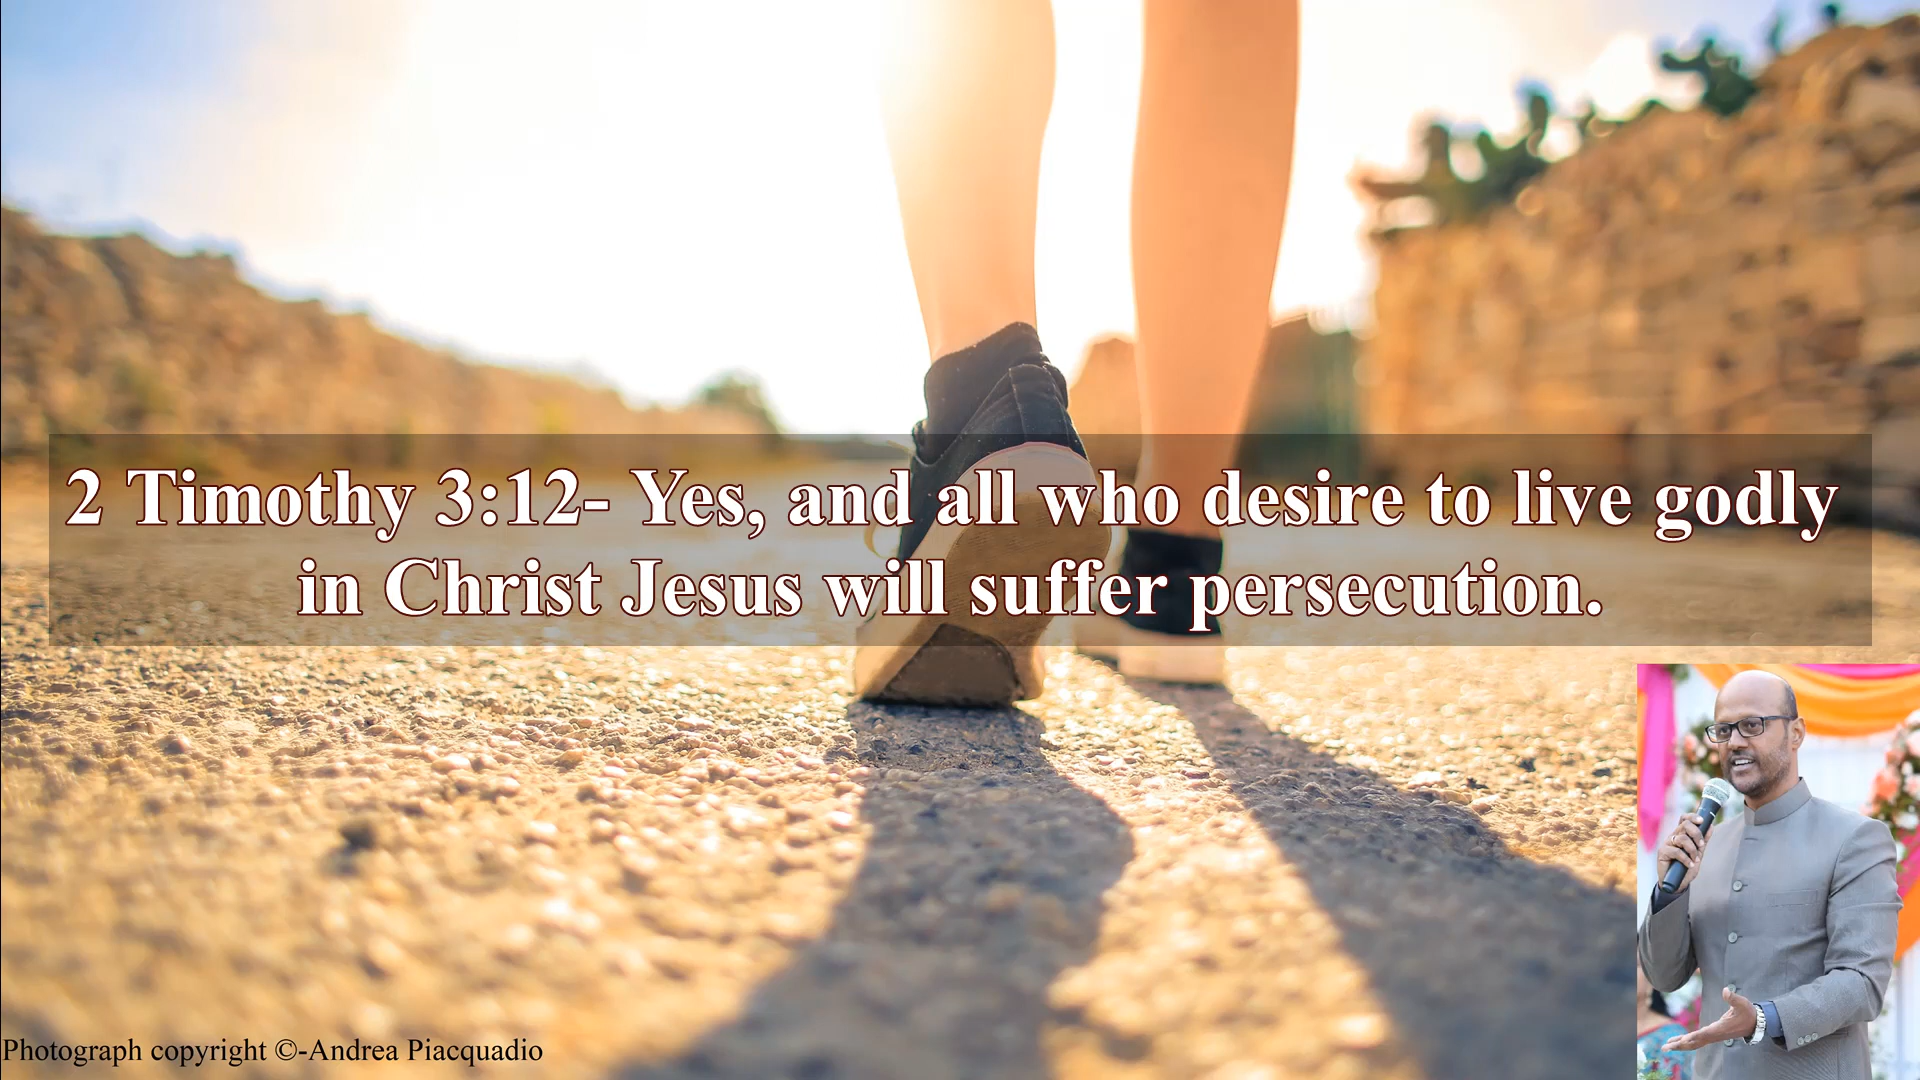 2 Timothy 3:12- Yes, and all who desire to live godly
in Christ Jesus will suffer persecution.
Photograph copyright ©-Andrea Piacquadio